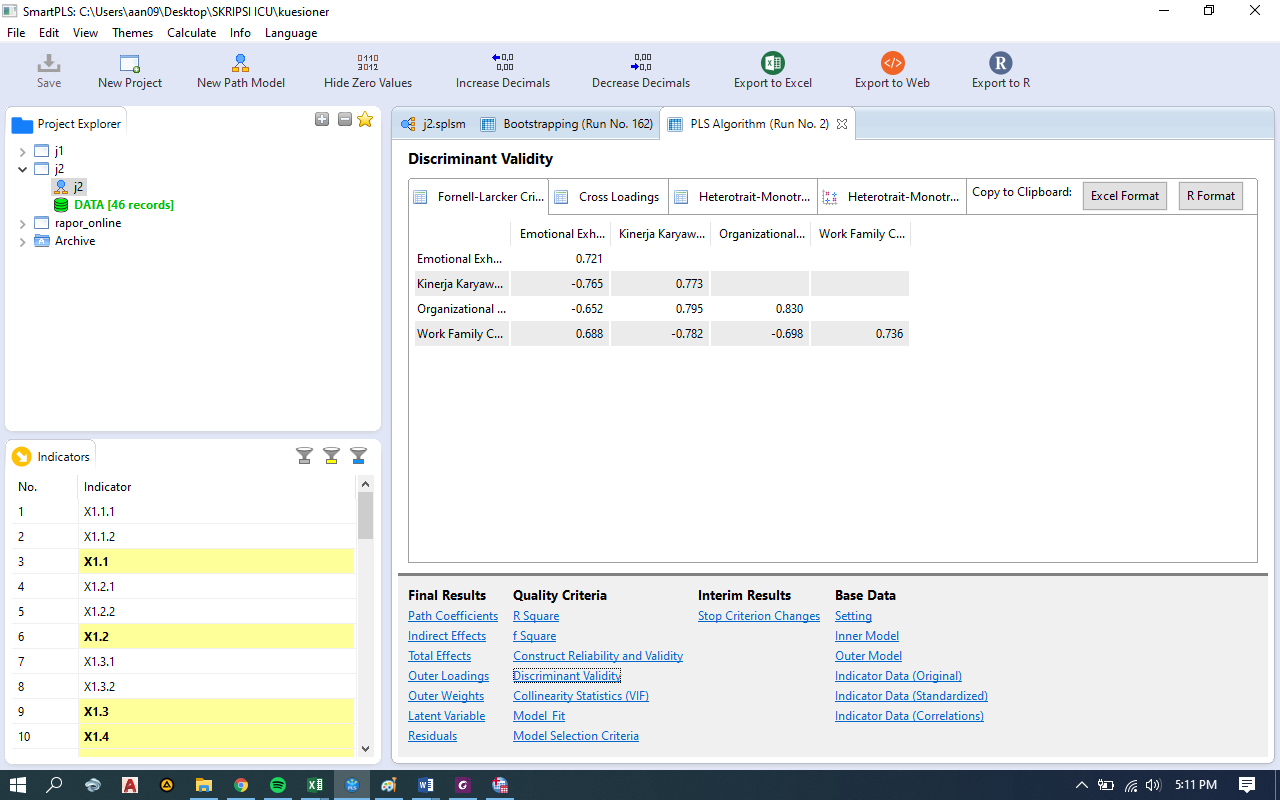 SmartPLS: C:\Users\aan09\Desktop\SKRIPSI ICU\kuesioner
File Edit View Themes Calculate Info Language
0110
3012
0,0
0,00
0,00
0,0
Save New Project New Path Model Hide Zero Values Increase Decimals Decrease Decimals Export to Excel Export to Web Export to R
Project Explorer
j1
j2
j2
DATA [46 records]
rapor_online
Archive
Indicators
No. Indicator
1 X1.1.1
2 X1.1.2
3 X1.1
4 X1.2.1
5 X1.2.2
6 X1.2
7 X1.3.1
8 X1.3.2
9 X1.3
10 X1.4
j2.splsm Bootstrapping (Run No. 162) PLS Algorithm (Run No. 2)
Discriminant Validity
Fornell-Larcker Cri... Cross Loadings Heterotrait-Monotr... Heterotrait-Monotr... Copy to Clipboard: Excel Format R Format
Emotional Exh... Kinerja Karyaw... Organizational... Work Family C...
Emotional Exh... 0.721
Kinerja Karyaw... -0.765 0.773
Organizational ... -0.652 0.795 0.830
Work Family C... 0.688 -0.782 -0.698 0.736
Final Results Quality Criteria Interim Results Base Data
Path Coefficients R Square Stop Criterion Changes Setting
Indirect Effects f Square Inner Model
Total Effects Construct Reliability and Validity Outer Model
Outer Loadings Discriminant Validity Indicator Data (Original)
Outer Weights Collinearity Statistics (VIF) Indicator Data (Standardized)
Latent Variable Model_Fit Indicator Data (Correlations)
Residuals Model Selection Criteria
5:11 PM